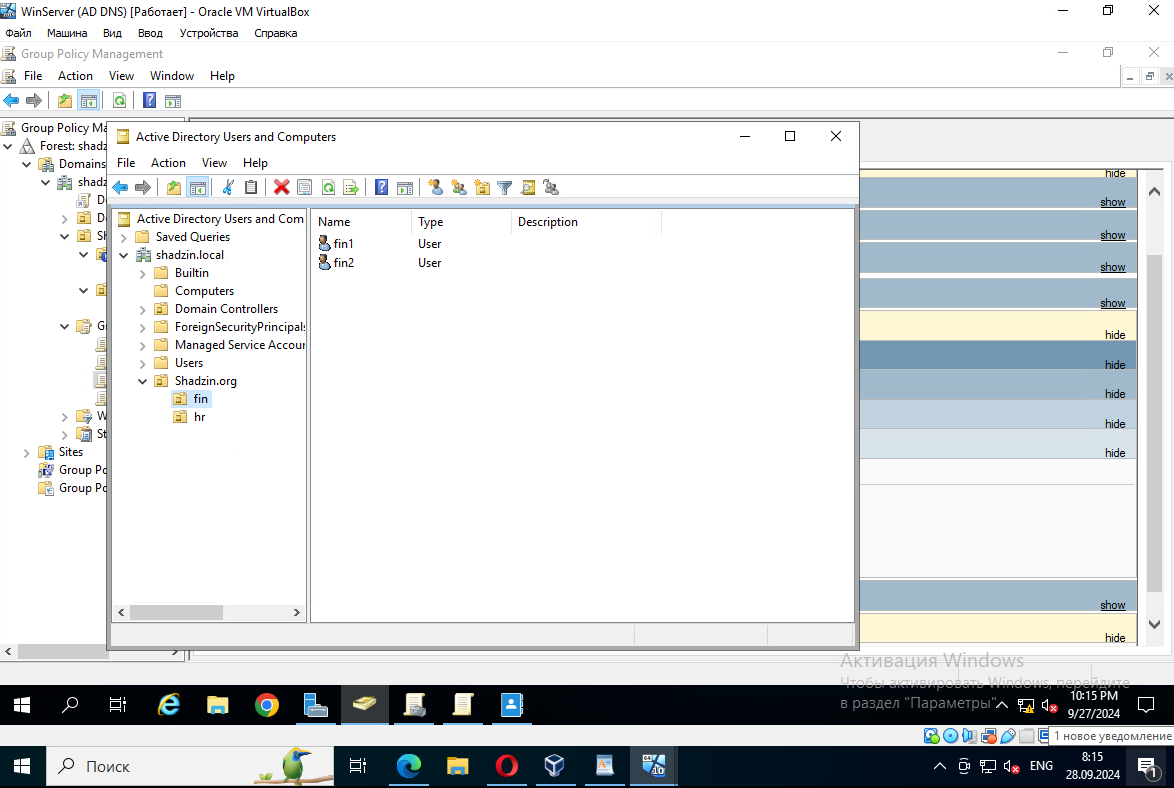 WinServer (AD DNS) [Работает] - Oracle VM VirtualBox
Файл Машина Вид Ввод Устройства Справка
Group Policy Management
File Action View Window Help
Group Policy Ma
Forest: shadz
Domains
shadz
D
D
Sh
G
W
St
Sites
Group Po
Group Po
Active Directory Users and Computers
File Action View Help
Active Directory Users and Com
Saved Queries
shadzin.local
Builtin
Computers
Domain Controllers
ForeignSecurityPrincipals
Managed Service Accour
Users
Shadzin.org
fin
hr
Name Type Description
fin1 User
fin2 User
hide
show
show
show
show
hide
hide
hide
hide
hide
show
hide
Активация Windows
Чтобы активировать Windows, перейдите
в раздел "Параметры"
10:15 PM
9/27/2024
1 новое уведомление
Поиск
ENG
8:15
28.09.2024
1